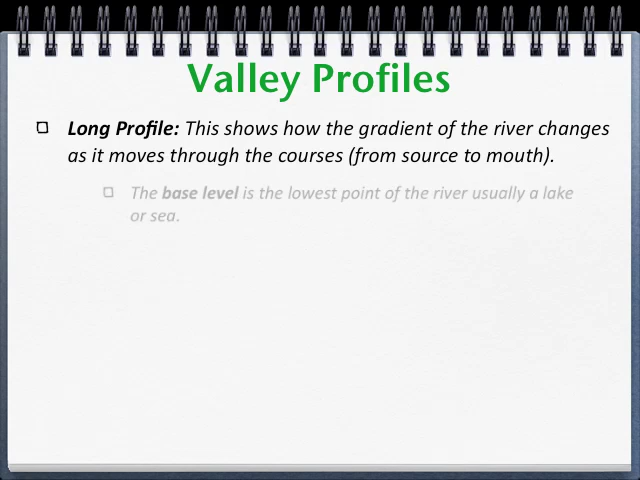 Valley Profiles
Long Profile: This shows how the gradient of the river changes
as it moves through the courses (from source to mouth).
The base level is the lowest point of the river usually a lake
or sea.